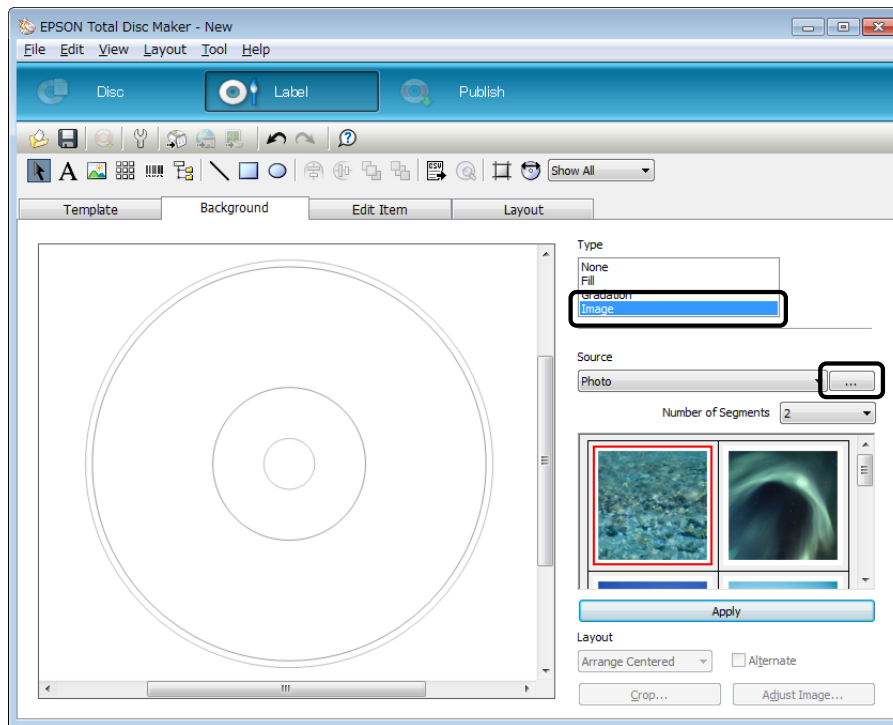 EPSON Total Disc Maker - New
File Edit View Layout Tool Help
Disc Label Publish
CSV Show All
Template Background Edit Item Layout
Type
None
Fill
Gradation
Image
Source
Photo ...
Number of Segments 2
Apply
Layout
Arrange Centered Alternate
Crop... Adjust Image...